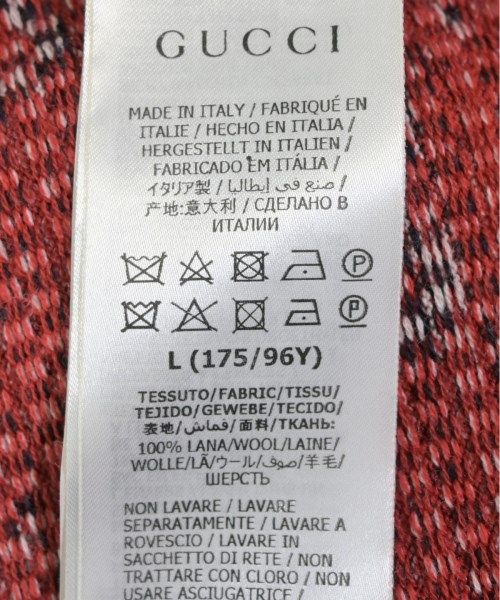 GUCCI
MADE IN ITALY / FABRIQUÉ EN
ITALIE / HECHO EN ITALIA /
HERGESTELLT IN ITALIEN /
FABRICADO EM ITÁLIA /
イタリア製 / صنع في إيطاليا /
产地:意大利 / СДЕЛАНО В
ИТАЛИИ
P
P
L (175/96Y)
TESSUTO/FABRIC/TISSU/
TEJIDO/GEWEBE/TECIDO/
表地/قماش/面料/ТКАНЬ:
100% LANA/WOOL/LAINE/
WOLLE/LÃ/ウール/صوف/羊毛/
ШЕРСТЬ
NON LAVARE / LAVARE
SEPARATAMENTE / LAVARE A
ROVESCIO / LAVARE IN
SACCHETTO DI RETE / NON
TRATTARE CON CLORO / NON
USARE ASCIUGATRICE /